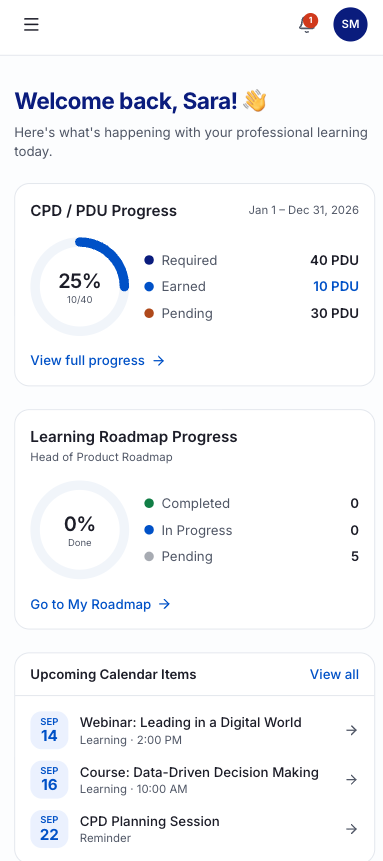 1
SM
Welcome back, Sara! 👋
Here's what's happening with your professional learning
today.
CPD / PDU Progress
Jan 1 – Dec 31, 2026
25%
10/40
Required 40 PDU
Earned 10 PDU
Pending 30 PDU
View full progress →
Learning Roadmap Progress
Head of Product Roadmap
0%
Done
Completed 0
In Progress 0
Pending 5
Go to My Roadmap →
Upcoming Calendar Items
View all
SEP
14
Webinar: Leading in a Digital World
Learning · 2:00 PM
SEP
16
Course: Data-Driven Decision Making
Learning · 10:00 AM
SEP
22
CPD Planning Session
Reminder